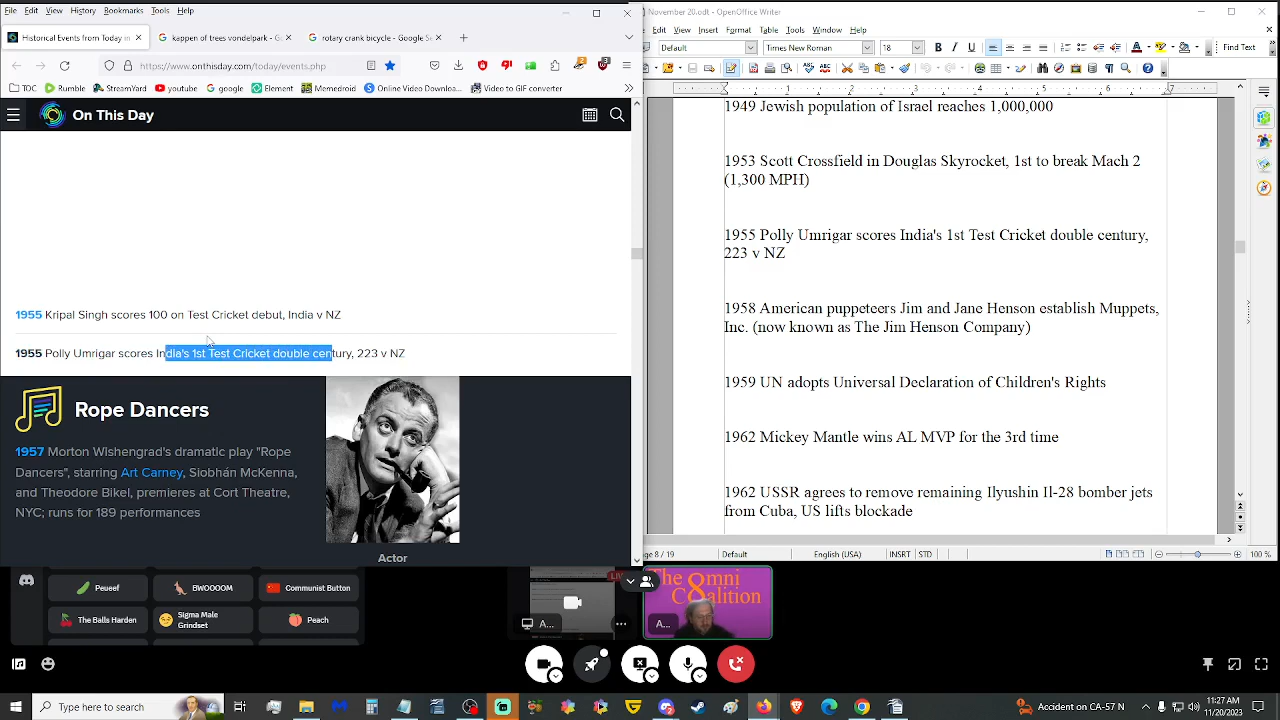 File Edit View History Bookmarks Tools Help
Historical Events from Today in
kappen of trees vondelpark - G
rotary crank bicycle - Google S
https://www.onthisday.com/today/events.php
TOC Rumble StreamYard youtube google Element Memedroid Online Video Downloa... Video to GIF converter
On This Day
1955 Kripal Singh scores 100 on Test Cricket debut, India v NZ
1955 Polly Umrigar scores India's 1st Test Cricket double century, 223 v NZ
Rope Dancers
1957 Morton Wishengrad's dramatic play "Rope
Dancers", starring Art Carney, Siobhán McKenna,
and Theodore Bikel, premieres at Cort Theatre,
NYC; runs for 189 performances
Actor
November 20.odt - OpenOffice Writer
File Edit View Insert Format Table Tools Window Help
Default Times New Roman 18 Find Text
1949 Jewish population of Israel reaches 1,000,000
1953 Scott Crossfield in Douglas Skyrocket, 1st to break Mach 2
(1,300 MPH)
1955 Polly Umrigar scores India's 1st Test Cricket double century,
223 v NZ
1958 American puppeteers Jim and Jane Henson establish Muppets,
Inc. (now known as The Jim Henson Company)
1959 UN adopts Universal Declaration of Children's Rights
1962 Mickey Mantle wins AL MVP for the 3rd time
1962 USSR agrees to remove remaining Ilyushin Il-28 bomber jets
from Cuba, US lifts blockade
8 / 19 Default English (USA) INSRT STD 100 %
BWOOOOM Communist Button
The Balls Harden Sigma Male
Grindset
Peach
LIVE
A...
The Omni
8
Coalition
A...
Type here to search
Accident on CA-57 N
11:27 AM
11/20/2023